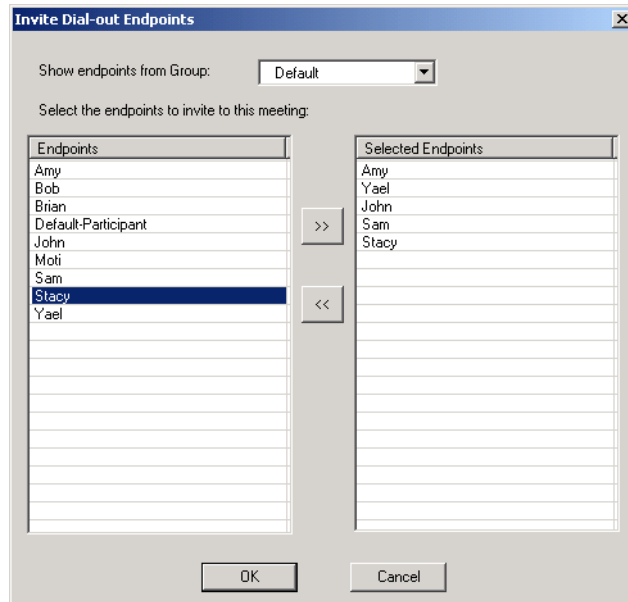 Invite Dial-out Endpoints
Show endpoints from Group: Default
Select the endpoints to invite to this meeting:
Endpoints
Amy
Bob
Brian
Default-Participant
John
Moti
Sam
Stacy
Yael
>>
<<
Selected Endpoints
Amy
Yael
John
Sam
Stacy
OK
Cancel